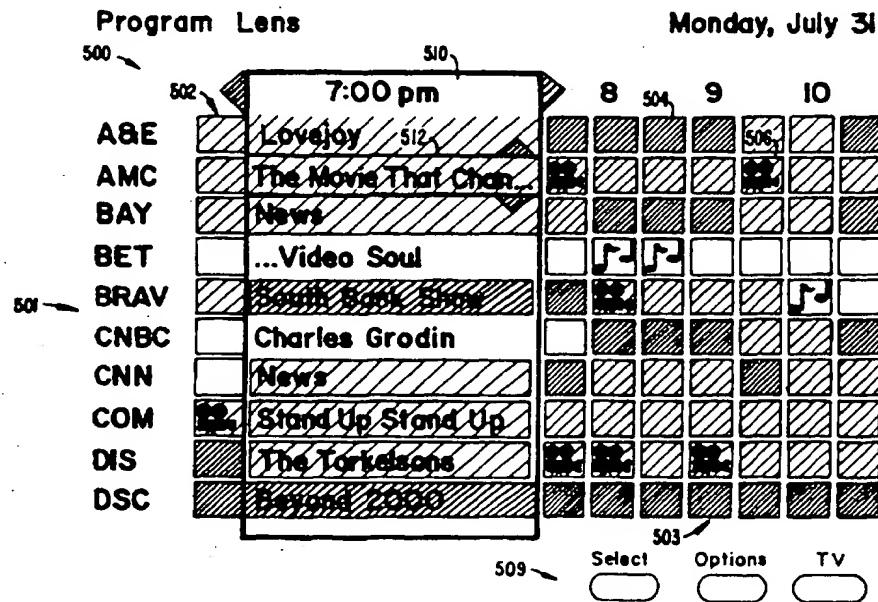 Program Lens Monday, July 31
500 510
502 7:00 pm 8 504 9 10
A&E Lovejoy 512 506
AMC The Movie That Chan...
BAY News
BET ...Video Soul
501 BRAV South Bank Show
CNBC Charles Grodin
CNN News
COM Stand Up Stand Up
DIS The Torkelsons
DSC Beyond 2000
503
509 Select Options TV